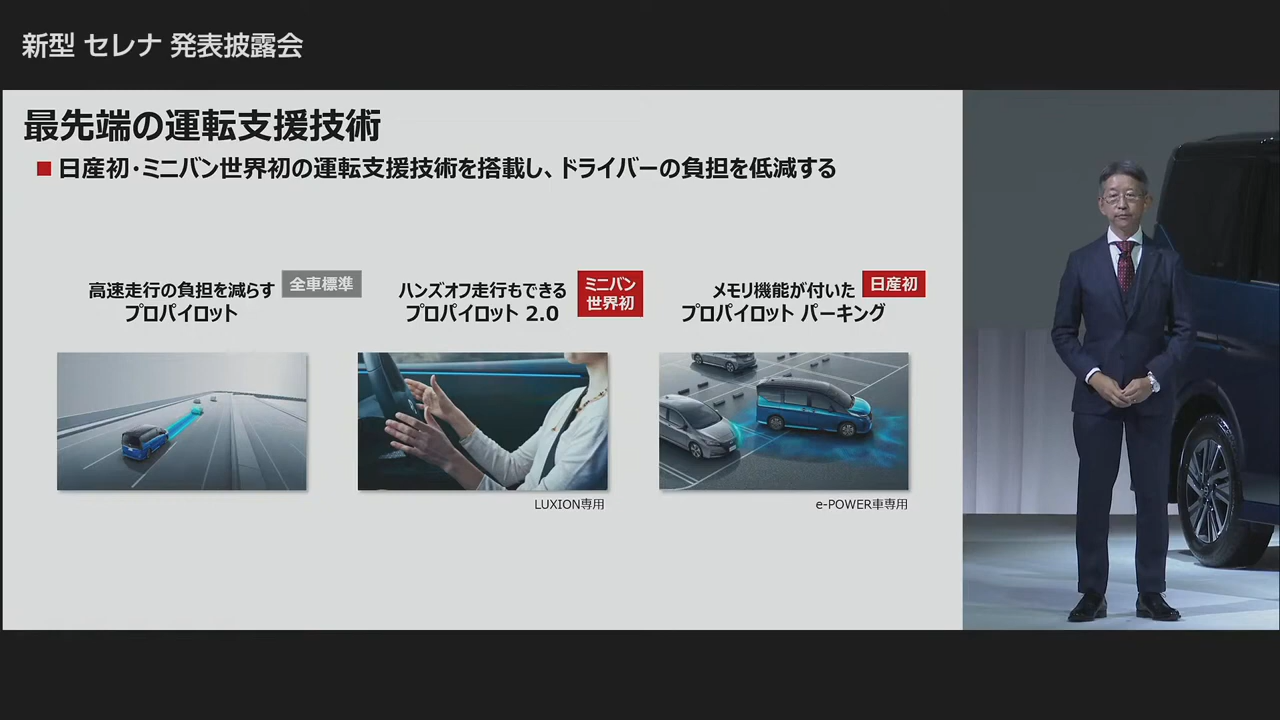 新型 セレナ 発表披露会
最先端の運転支援技術
日産初・ミニバン世界初の運転支援技術を搭載し、ドライバーの負担を低減する
高速走行の負担を減らす
プロパイロット
全車標準
ハンズオフ走行もできる
プロパイロット 2.0
ミニバン
世界初
メモリ機能が付いた
プロパイロット パーキング
日産初
LUXION専用
e-POWER車専用